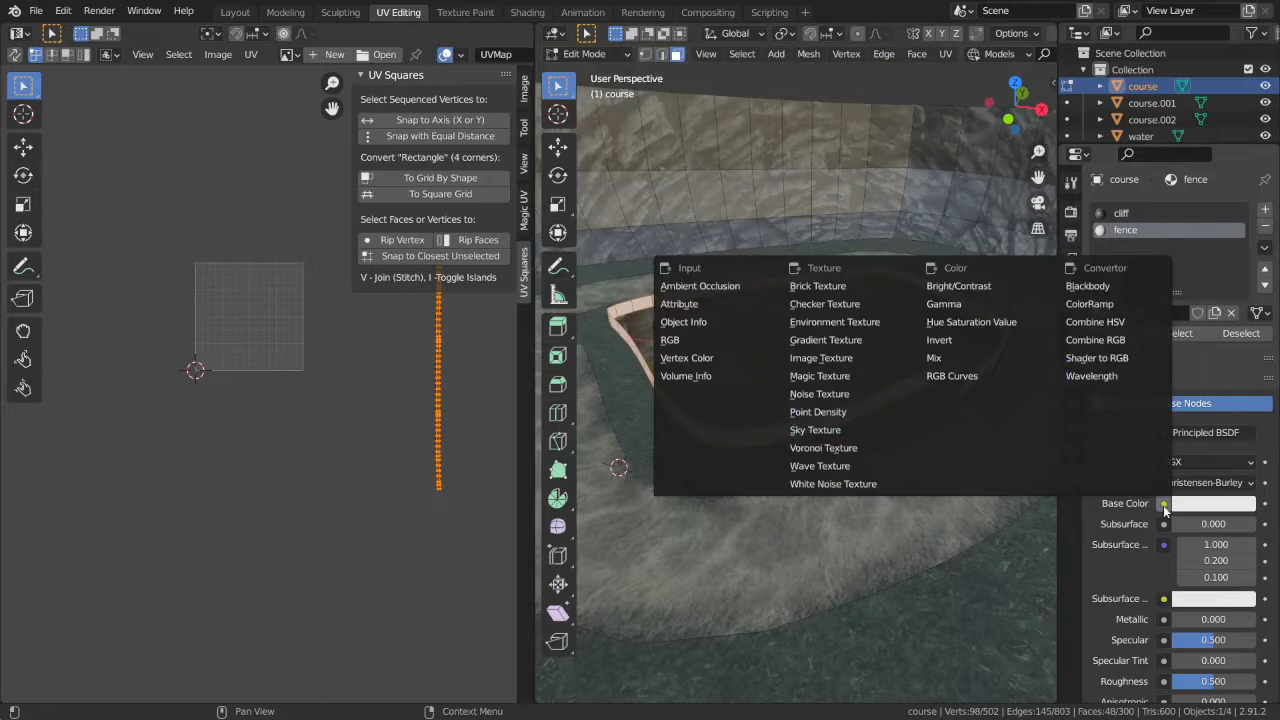 File Edit Render Window Help Layout Modeling Sculpting UV Editing Texture Paint Shading Animation Rendering Compositing Scripting Scene View Layer
View Select Image UV New Open UVMap
Global X Y Z Options
Edit Mode View Select Add Mesh Vertex Edge Face UV Models
UV Squares
Select Sequenced Vertices to:
Snap to Axis (X or Y)
Snap with Equal Distance
Convert "Rectangle" (4 corners):
To Grid By Shape
To Square Grid
Select Faces or Vertices to:
Rip Vertex Rip Faces
Snap to Closest Unselected
V - Join (Stitch), I -Toggle Islands
Image
Tool
View
Magic UV
UV Squares
User Perspective
(1) course
Z
Y
X
Input
Ambient Occlusion
Attribute
Object Info
RGB
Vertex Color
Volume Info
Texture
Brick Texture
Checker Texture
Environment Texture
Gradient Texture
Image Texture
Magic Texture
Noise Texture
Point Density
Sky Texture
Voronoi Texture
Wave Texture
White Noise Texture
Color
Bright/Contrast
Gamma
Hue Saturation Value
Invert
Mix
RGB Curves
Convertor
Blackbody
ColorRamp
Combine HSV
Combine RGB
Shader to RGB
Wavelength
Scene Collection
Collection
course
course.001
course.002
water
course fence
cliff
fence
Deselect
Nodes
Principled BSDF
Base Color
Subsurface 0.000
Subsurface ... 1.000
0.200
0.100
Subsurface ...
Metallic 0.000
Specular 0.500
Specular Tint 0.000
Roughness 0.500
Pan View Context Menu course | Verts:98/502 | Edges:145/803 | Faces:48/300 | Tris:600 | Objects:1/4 | 2.91.2